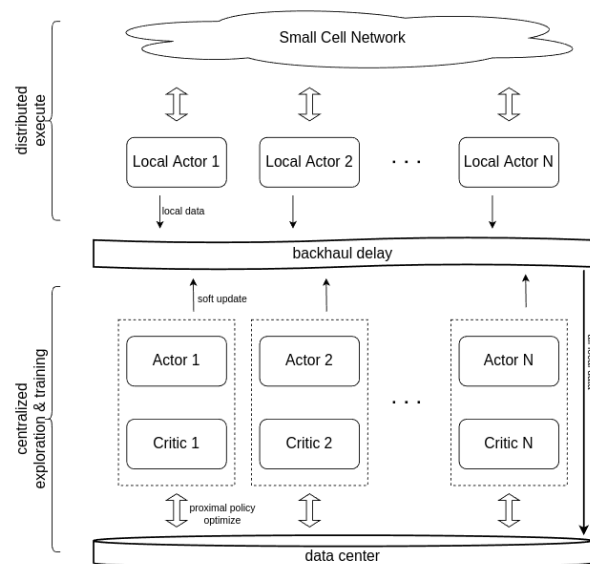 Small Cell Network
distributed
execute
Local Actor 1
Local Actor 2
. . .
Local Actor N
local data
backhaul delay
soft update
centralized
exploration & training
Actor 1
Actor 2
Actor N
. . .
Critic 1
Critic 2
Critic N
proximal policy
optimize
data center